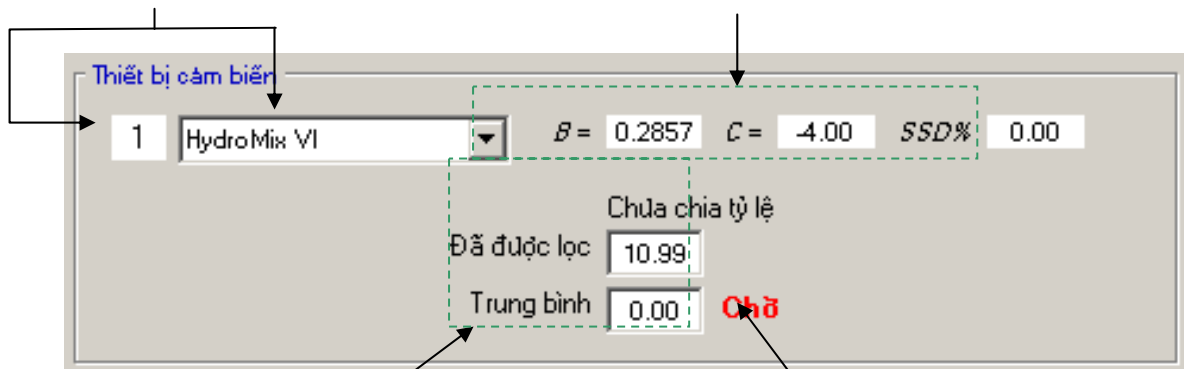 Thiết bị cảm biến
1 HydroMix VI B = 0.2857 C = -4.00 SSD% 0.00
Chưa chia tỷ lệ
Đã được lọc 10.99
Trung bình 0.00 Chờ